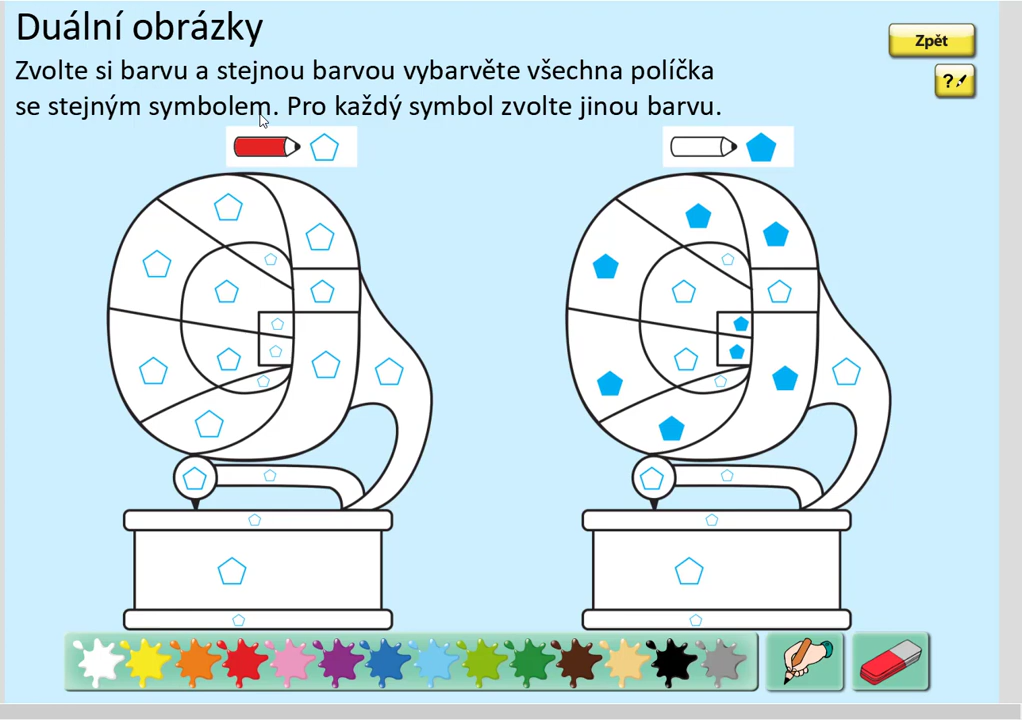 Duální obrázky
Zpět
Zvolte si barvu a stejnou barvou vybarvěte všechna políčka
se stejným symbolem. Pro každý symbol zvolte jinou barvu.
?